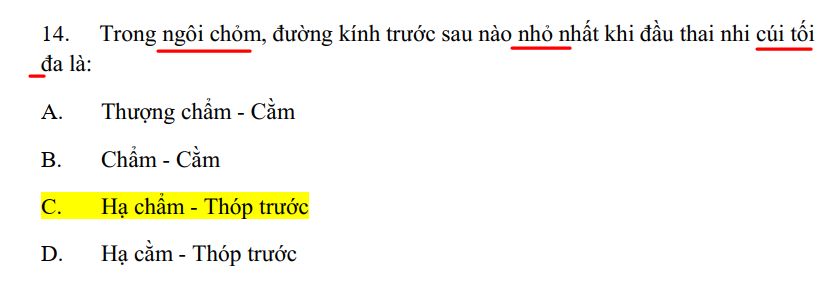 14. Trong ngôi chỏm, đường kính trước sau nào nhỏ nhất khi đầu thai nhi cúi tối
đa là:
A. Thượng chẩm - Cằm
B. Chẩm - Cằm
C. Hạ chẩm - Thóp trước
D. Hạ cằm - Thóp trước